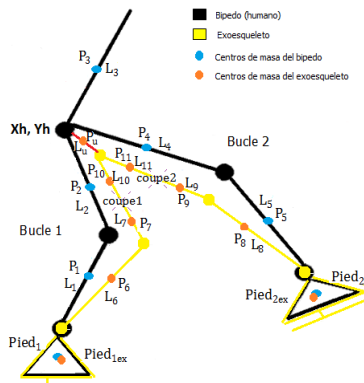 Bipedo (humano)
Exoesqueleto
Centros de masa del bipedo
Centros de masa del exoesqueleto
P3
L3
Xh, Yh
Pu
Lu
P4
L4
Bucle 2
P11
L11
P10
L10
coupe2
L9
P9
P2
L2
coupe1
L7
P7
L5
P5
P8
L8
Bucle 1
P1
L1
P6
L6
Pied2
Pied2ex
Pied1
Pied1ex